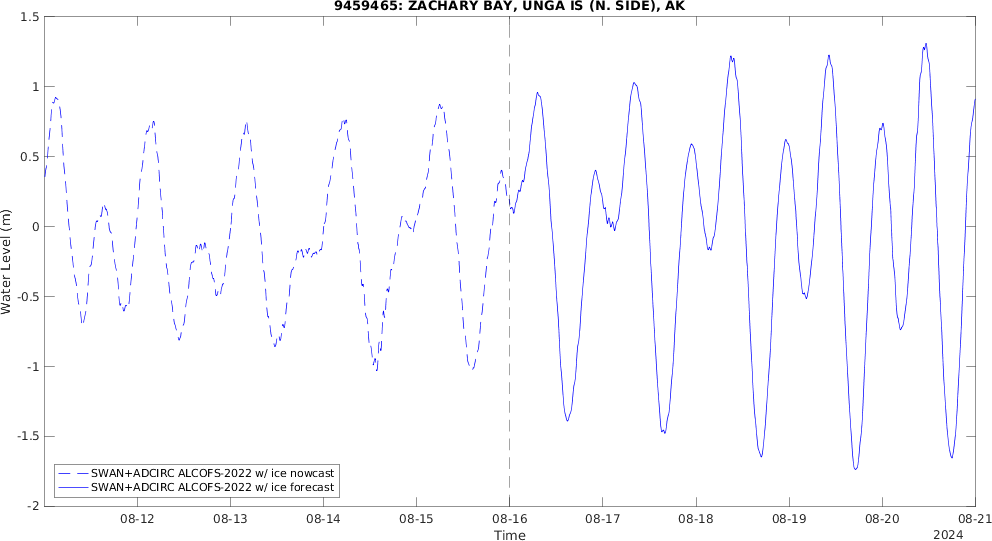 9459465: ZACHARY BAY, UNGA IS (N. SIDE), AK
1.5
1
0.5
0
-0.5
-1
-1.5
-2
Water Level (m)
SWAN+ADCIRC ALCOFS-2022 w/ ice nowcast
SWAN+ADCIRC ALCOFS-2022 w/ ice forecast
08-12 08-13 08-14 08-15 08-16 08-17 08-18 08-19 08-20 08-21
Time
2024